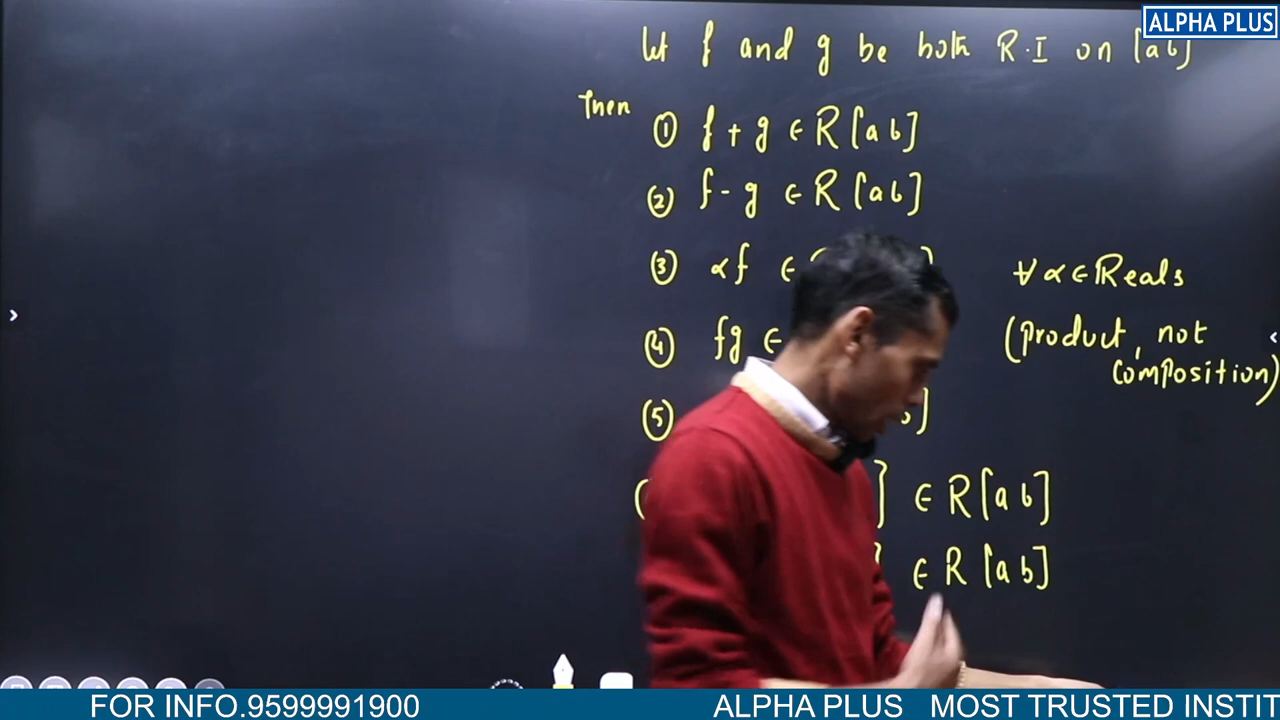 ALPHA PLUS
Let f and g be both R.I on [a b]
Then
① f + g ∈ R [a b]
② f - g ∈ R [a b]
③ αf ∈ ∀ α ∈ Reals
④ fg ∈ (product, not
composition)
⑤ b]
} ∈ R [a b]
} ∈ R [a b]
FOR INFO.9599991900 ALPHA PLUS MOST TRUSTED INSTIT